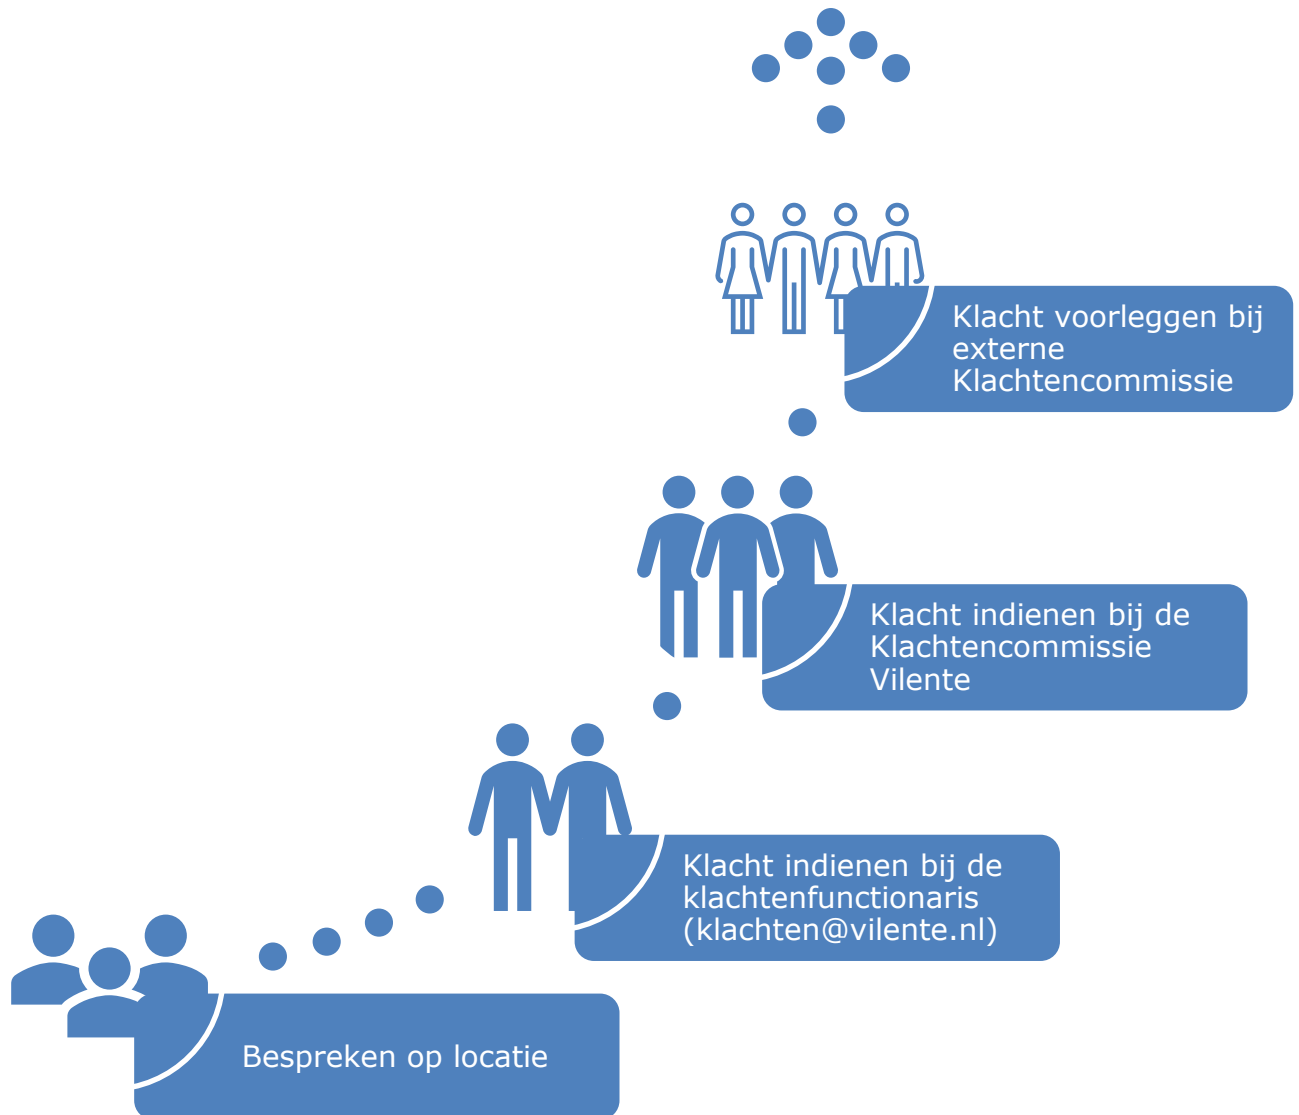 Klacht voorleggen bij
externe
Klachtencommissie
Klacht indienen bij de
Klachtencommissie
Vilente
Klacht indienen bij de
klachtenfunctionaris
(klachten@vilente.nl)
Bespreken op locatie